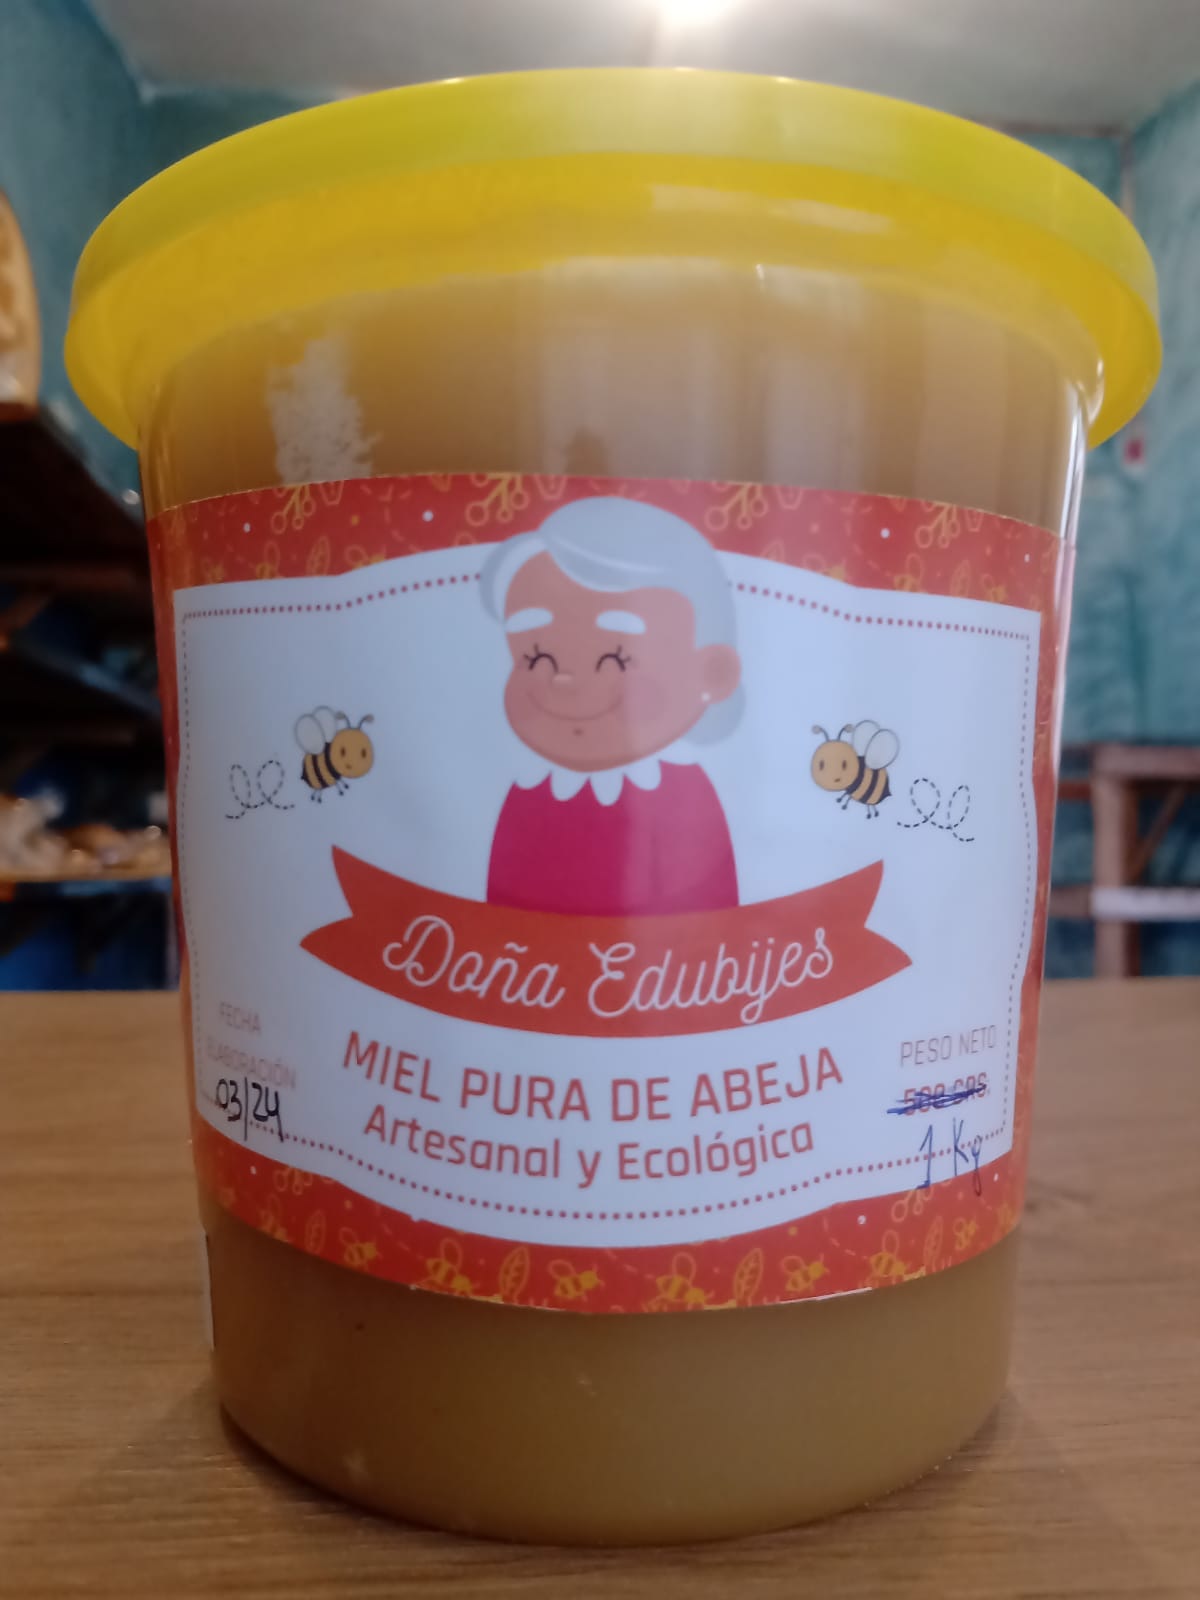 Doña Edubijes
MIEL PURA DE ABEJA
Artesanal y Ecológica
FECHA
ELABORACIÓN
03/24
PESO NETO
500 GRS.
1 Kg